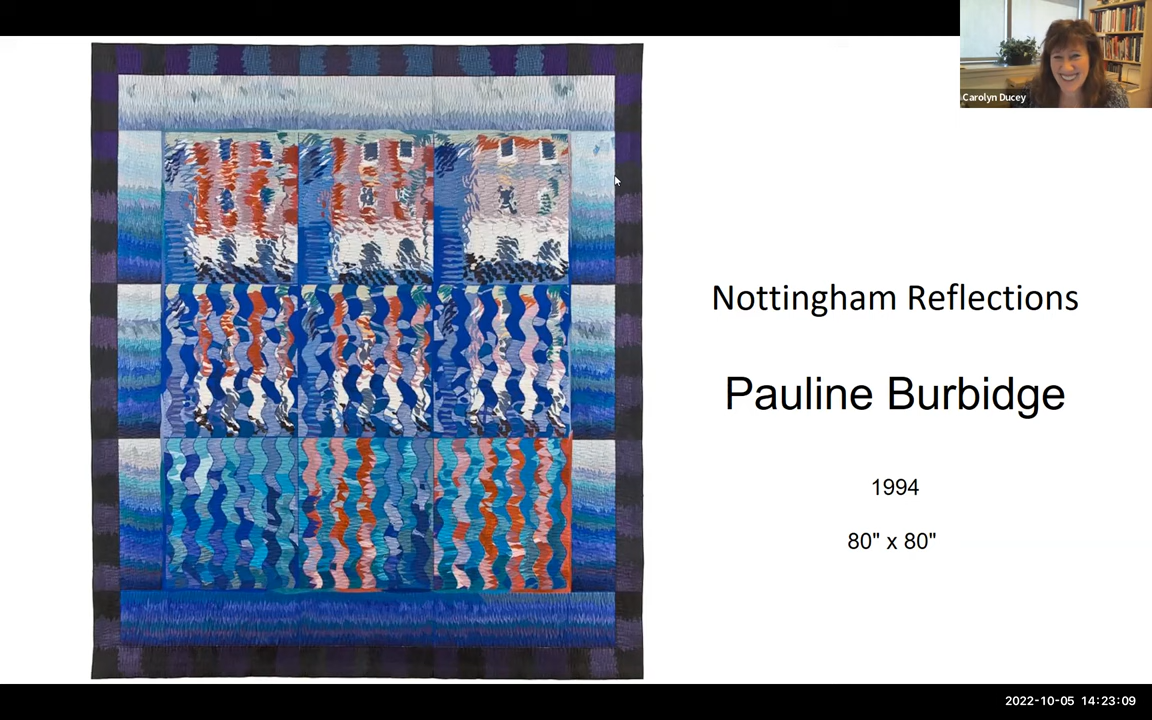 Carolyn Ducey
Nottingham Reflections
Pauline Burbidge
1994
80" x 80"
2022-10-05 14:23:09